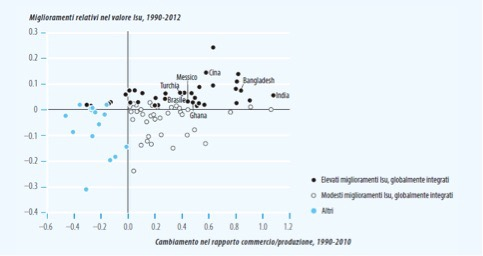 Miglioramenti relativi nel valore Isu, 1990-2012
0.3
0.2
0.1
0
−0.1
−0.2
−0.3
−0.4
Cina
Messico
Bangladesh
Turchia
India
Brasile
Ghana
Elevati miglioramenti Isu, globalmente integrati
Modesti miglioramenti Isu, globalmente integrati
Altri
−0.6 −0.4 −0.2 0.0 0.2 0.4 0.6 0.8 1.0 1.2
Cambiamento nel rapporto commercio/produzione, 1990-2010